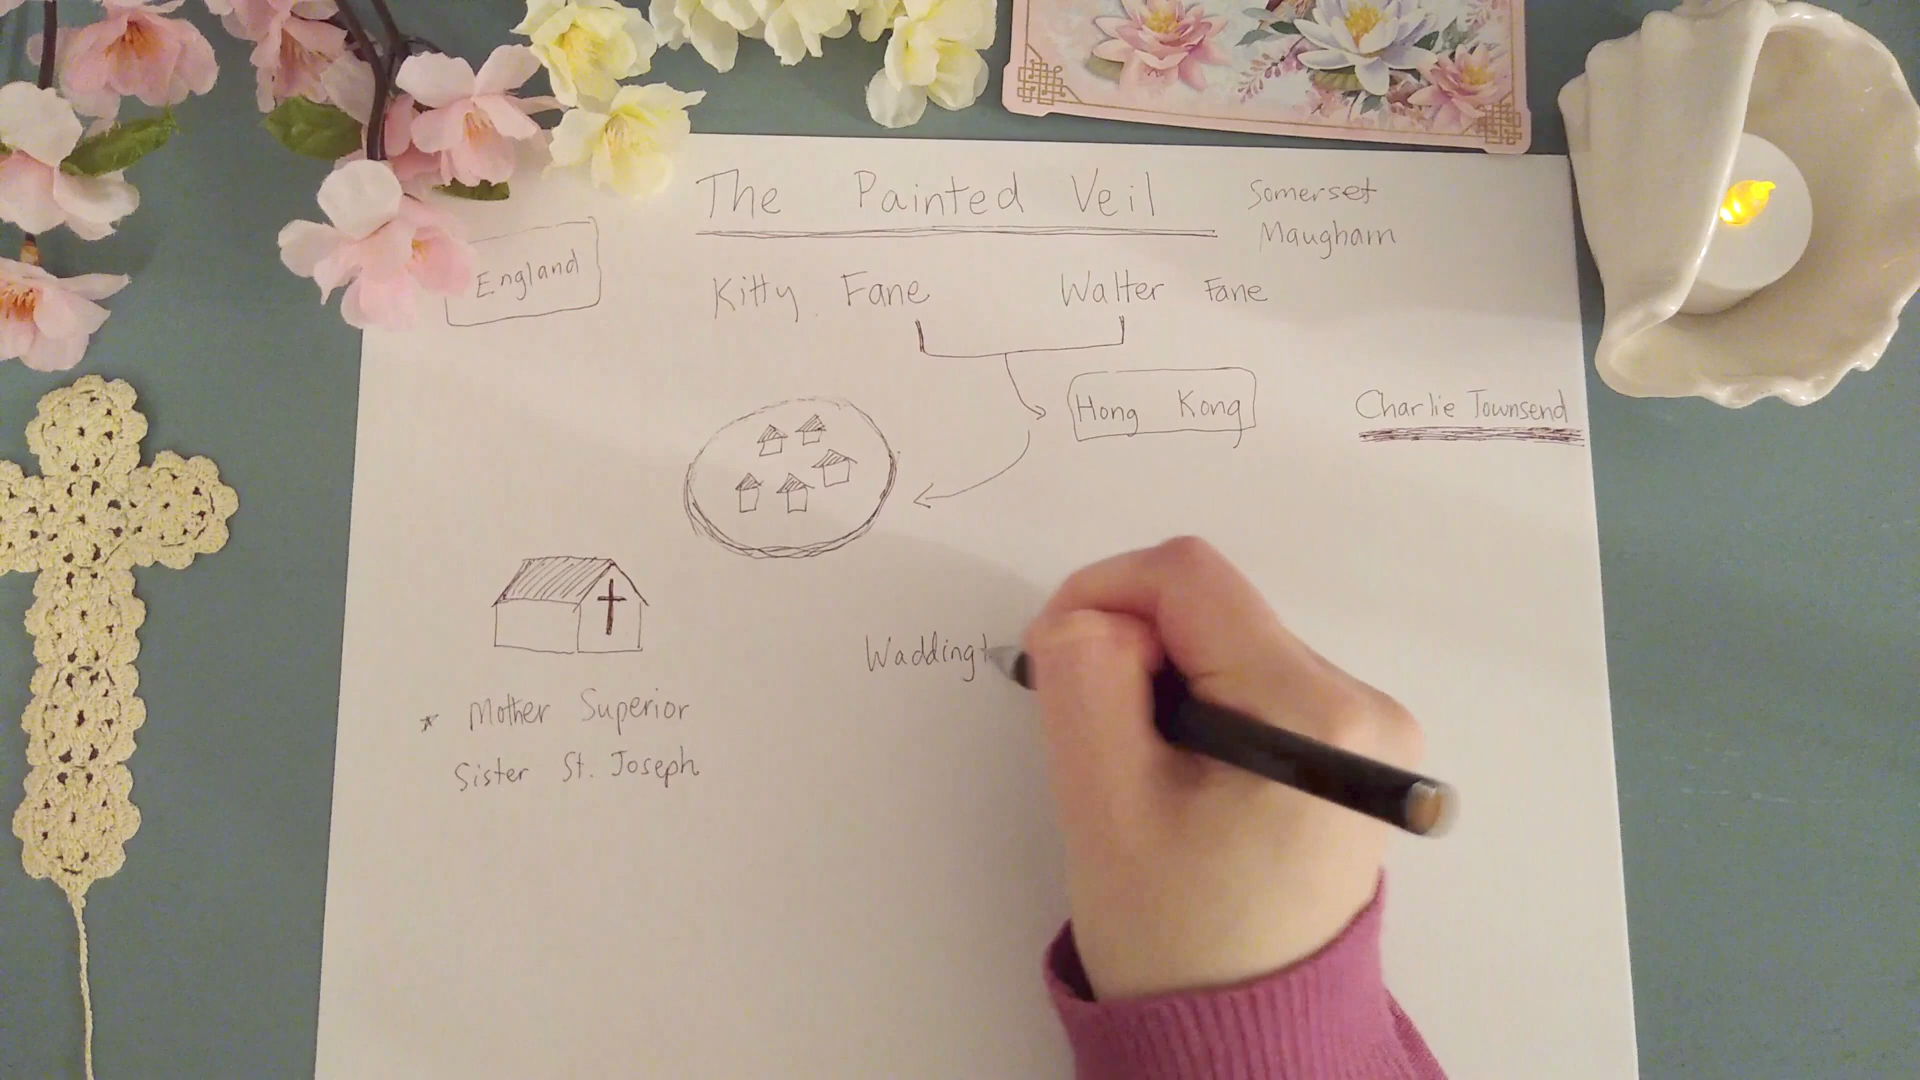 The Painted Veil
Somerset
Maugham
England
Kitty Fane
Walter Fane
Hong Kong
Charlie Townsend
Waddingt
* Mother Superior
Sister St. Joseph